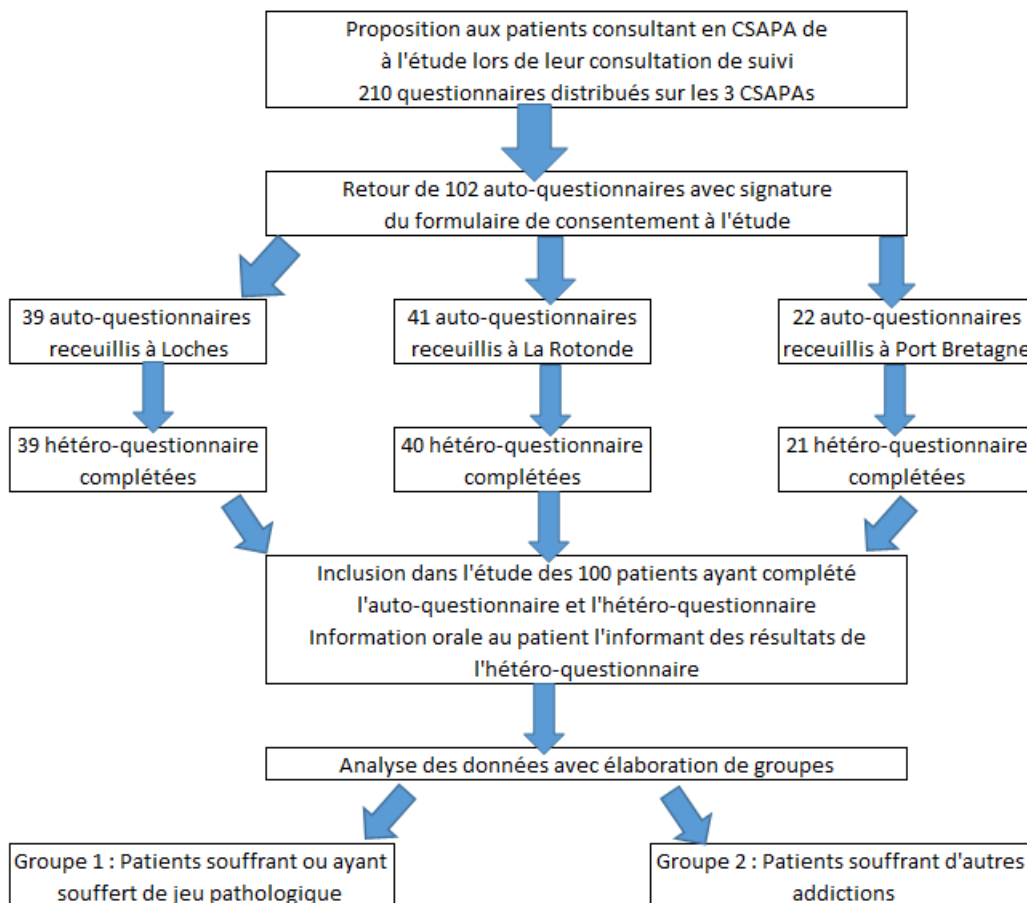 Proposition aux patients consultant en CSAPA de
à l'étude lors de leur consultation de suivi
210 questionnaires distribués sur les 3 CSAPAs
Retour de 102 auto-questionnaires avec signature
du formulaire de consentement à l'étude
39 auto-questionnaires
receuillis à Loches
41 auto-questionnaires
receuillis à La Rotonde
22 auto-questionnaires
receuillis à Port Bretagne
39 hétéro-questionnaire
complétées
40 hétéro-questionnaire
complétées
21 hétéro-questionnaire
complétées
Inclusion dans l'étude des 100 patients ayant complété
l'auto-questionnaire et l'hétéro-questionnaire
Information orale au patient l'informant des résultats de
l'hétéro-questionnaire
Analyse des données avec élaboration de groupes
Groupe 1 : Patients souffrant ou ayant
souffert de jeu pathologique
Groupe 2 : Patients souffrant d'autres
addictions